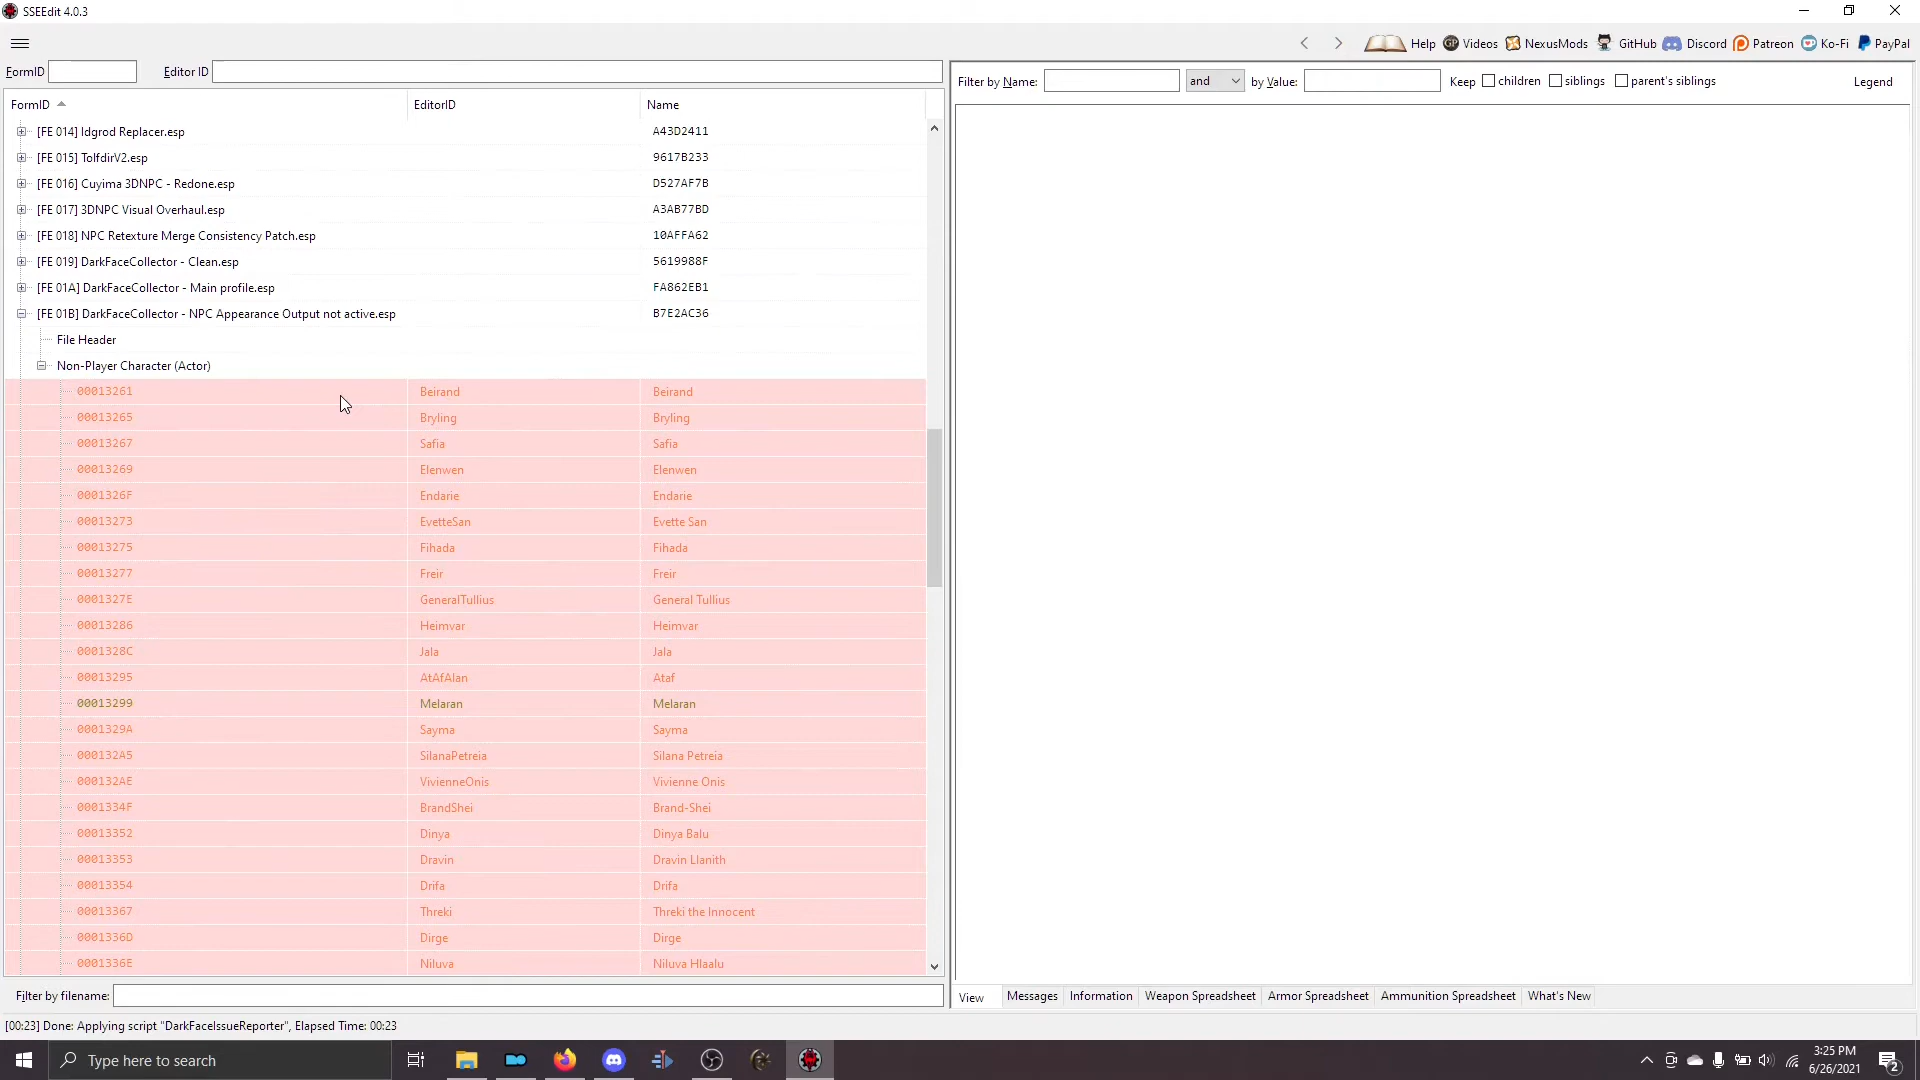 SSEEdit 4.0.3
Help Videos NexusMods GitHub Discord Patreon Ko-Fi PayPal
FormID Editor ID
Filter by Name: and by Value: Keep children siblings parent's siblings Legend
FormID EditorID Name
[FE 014] Idgrod Replacer.esp A43D2411
[FE 015] TolfdirV2.esp 9617B233
[FE 016] Cuyima 3DNPC - Redone.esp D527AF7B
[FE 017] 3DNPC Visual Overhaul.esp A3AB77BD
[FE 018] NPC Retexture Merge Consistency Patch.esp 10AFFA62
[FE 019] DarkFaceCollector - Clean.esp 5619988F
[FE 01A] DarkFaceCollector - Main profile.esp FA862EB1
[FE 01B] DarkFaceCollector - NPC Appearance Output not active.esp B7E2AC36
File Header
Non-Player Character (Actor)
00013261 Beirand Beirand
00013265 Bryling Bryling
00013267 Safia Safia
00013269 Elenwen Elenwen
0001326F Endarie Endarie
00013273 EvetteSan Evette San
00013275 Fihada Fihada
00013277 Freir Freir
0001327E GeneralTullius General Tullius
00013286 Heimvar Heimvar
0001328C Jala Jala
00013295 AtAfAlan Ataf
00013299 Melaran Melaran
0001329A Sayma Sayma
000132A5 SilanaPetreia Silana Petreia
000132AE VivienneOnis Vivienne Onis
0001334F BrandShei Brand-Shei
00013352 Dinya Dinya Balu
00013353 Dravin Dravin Llanith
00013354 Drifa Drifa
00013367 Threki Threki the Innocent
0001336D Dirge Dirge
0001336E Niluva Niluva Hlaalu
Filter by filename:
View Messages Information Weapon Spreadsheet Armor Spreadsheet Ammunition Spreadsheet What's New
[00:23] Done: Applying script "DarkFaceIssueReporter", Elapsed Time: 00:23
Type here to search
3:25 PM
6/26/2021
2